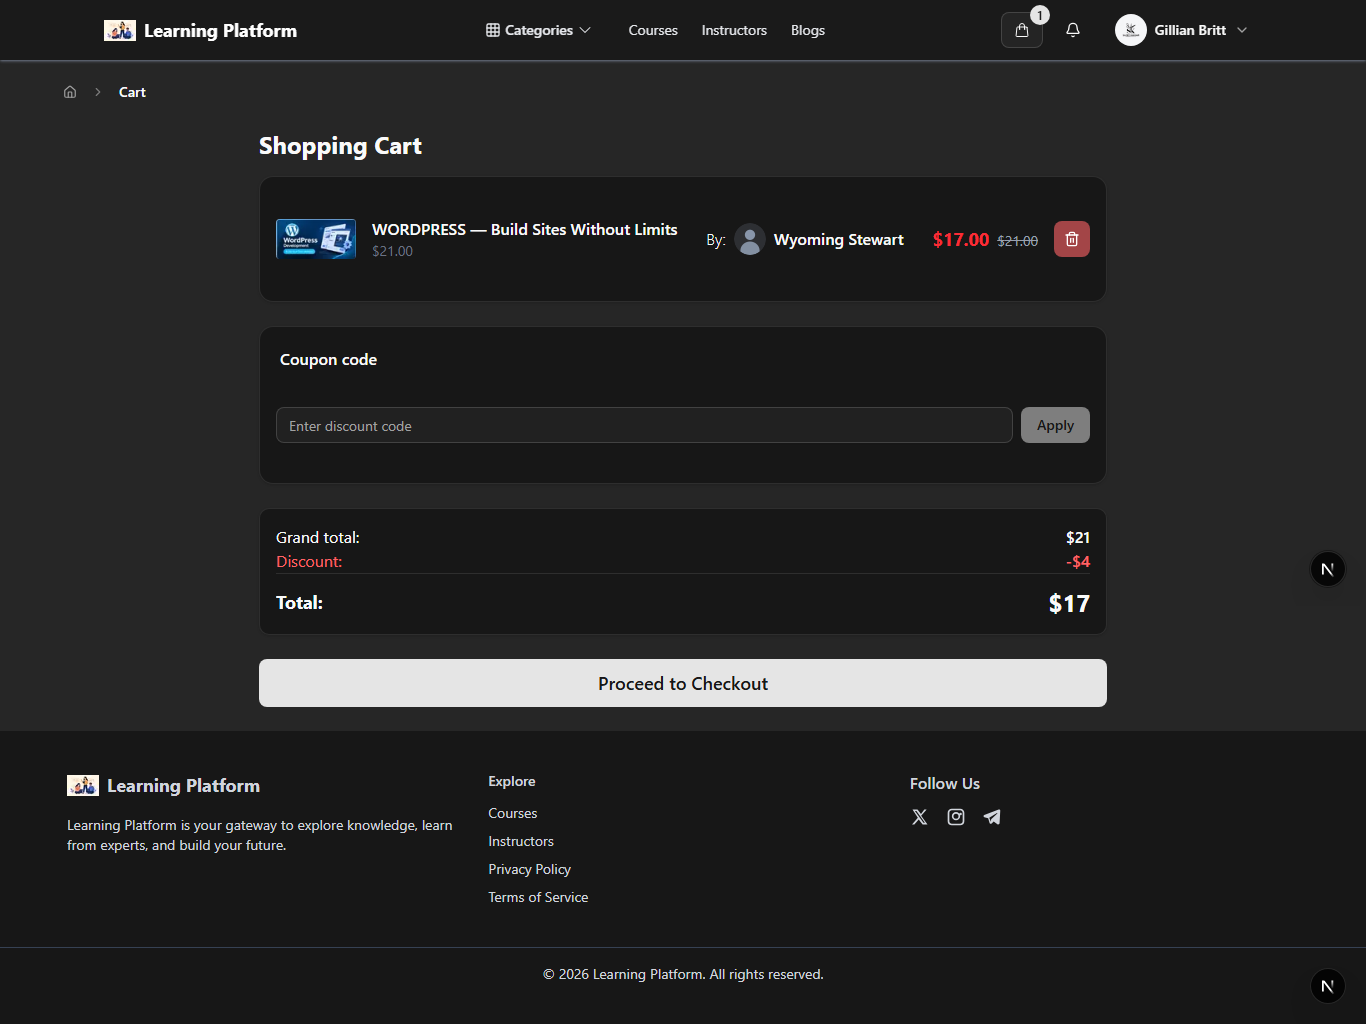 Learning Platform
Categories
Courses
Instructors
Blogs
1
Gillian Britt
Cart
Shopping Cart
WordPress
Development
WORDPRESS — Build Sites Without Limits
$21.00
By: Wyoming Stewart
$17.00 $21.00
Coupon code
Enter discount code
Apply
Grand total: $21
Discount: -$4
Total: $17
Proceed to Checkout
Learning Platform
Learning Platform is your gateway to explore knowledge, learn
from experts, and build your future.
Explore
Courses
Instructors
Privacy Policy
Terms of Service
Follow Us
© 2026 Learning Platform. All rights reserved.
N
N